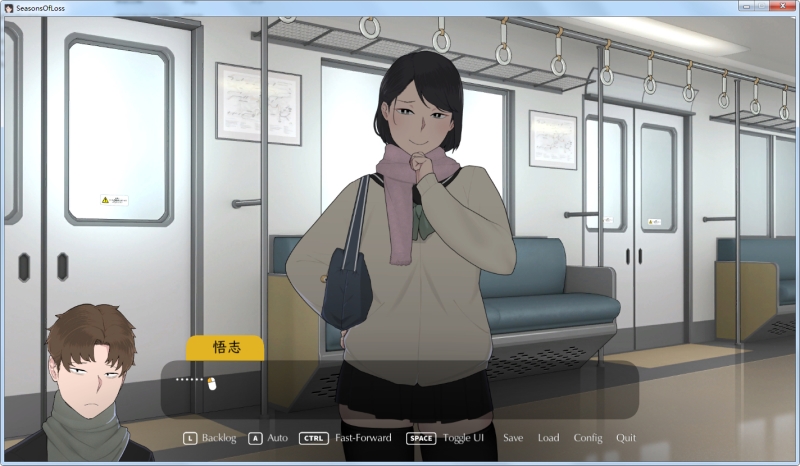 SeasonsOfLoss
悟志
……
L Backlog A Auto CTRL Fast-Forward SPACE Toggle UI Save Load Config Quit